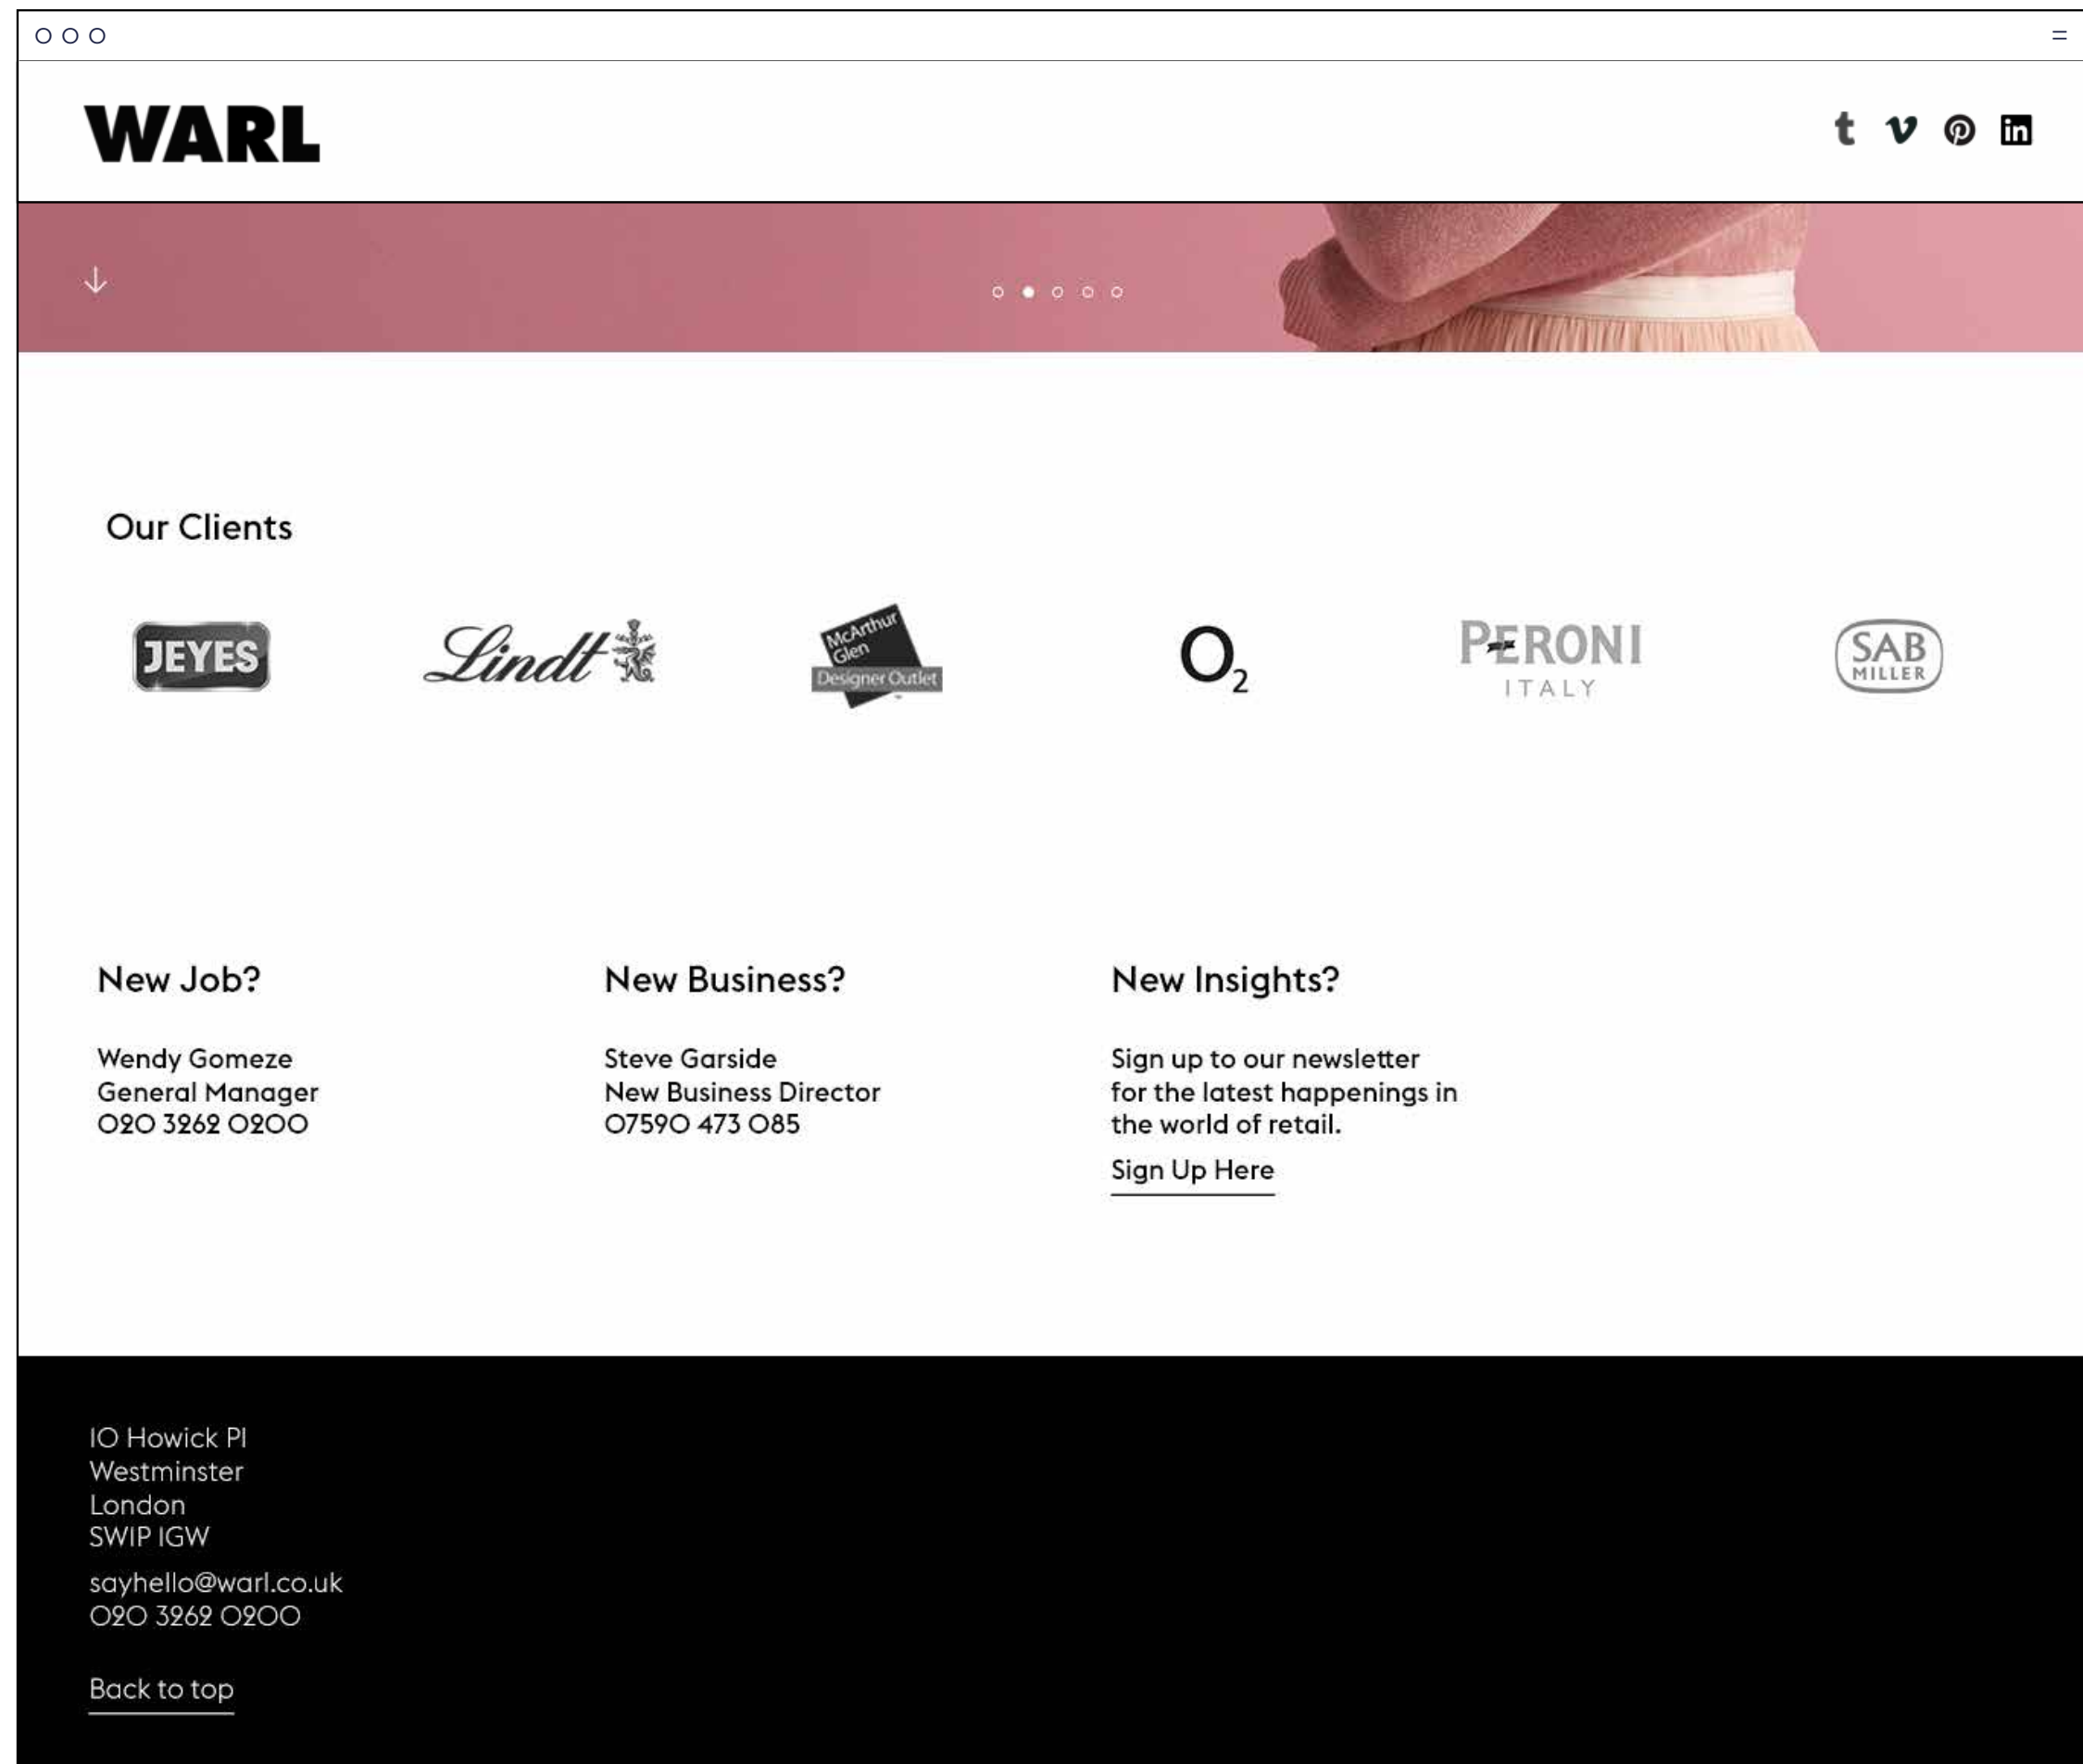 WARL
Our Clients
JEYES
Lindt
McArthur
Glen
Designer Outlet
O2
PERONI
ITALY
SAB
MILLER
New Job?
Wendy Gomeze
General Manager
020 3262 0200
New Business?
Steve Garside
New Business Director
07590 473 085
New Insights?
Sign up to our newsletter
for the latest happenings in
the world of retail.
Sign Up Here
10 Howick Pl
Westminster
London
SW1P 1GW
sayhello@warl.co.uk
020 3262 0200
Back to top